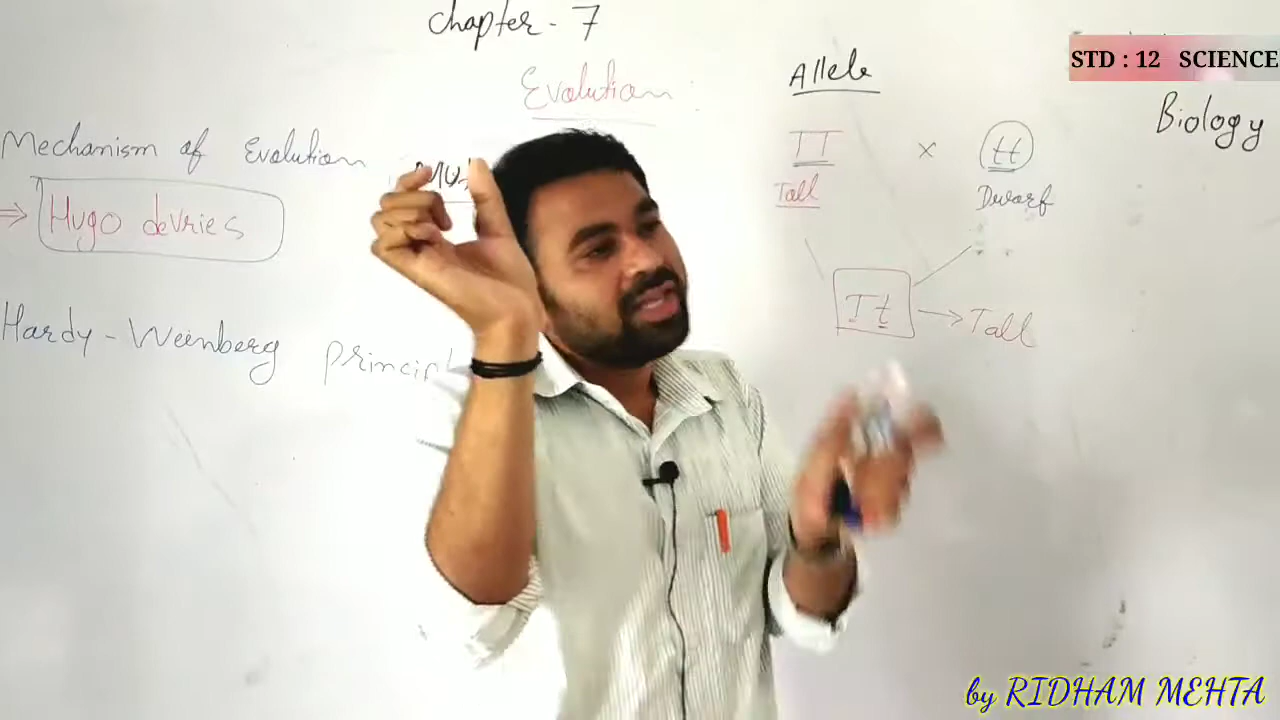 Chapter - 7
Evolution :
Mechanism of Evolution
⇒ Hugo devries
Hardy - Weenberg
Allele
TT × tt
Tall Dwarf
Tt → Tall
STD : 12 SCIENCE
Biology
by RIDHAM MEHTA